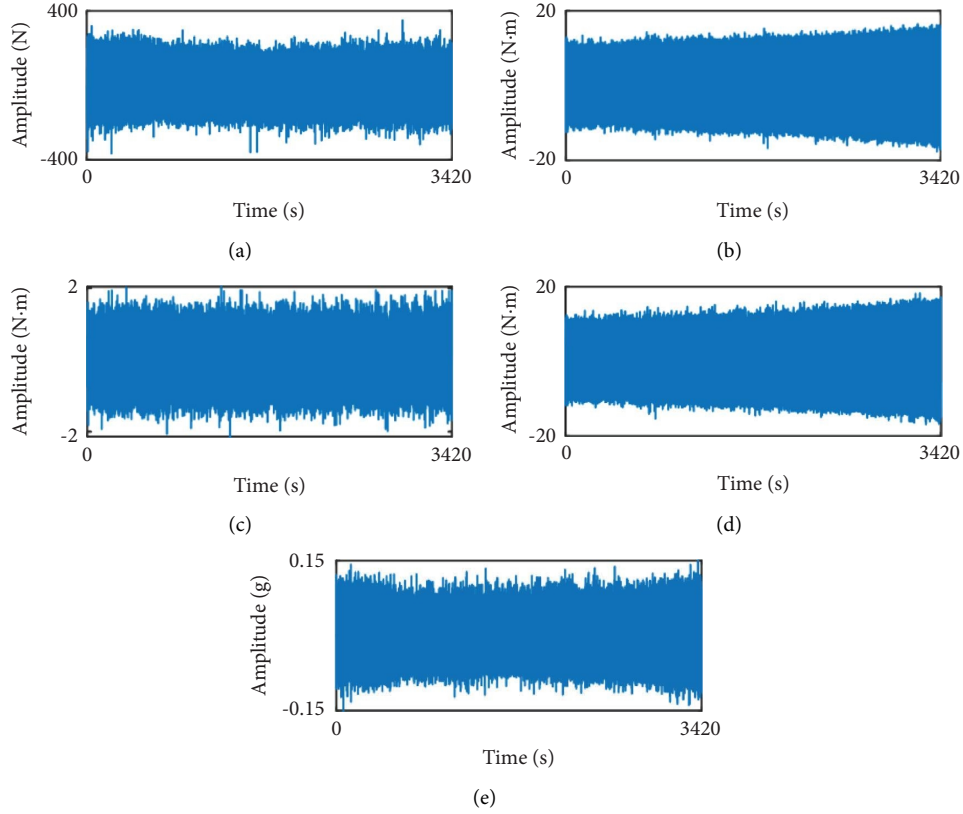 400
Amplitude (N)
-400
0
3420
Time (s)
(a)
20
Amplitude (N·m)
-20
0
3420
Time (s)
(b)
2
Amplitude (N·m)
-2
0
3420
Time (s)
(c)
20
Amplitude (N·m)
-20
0
3420
Time (s)
(d)
0.15
Amplitude (g)
-0.15
0
3420
Time (s)
(e)